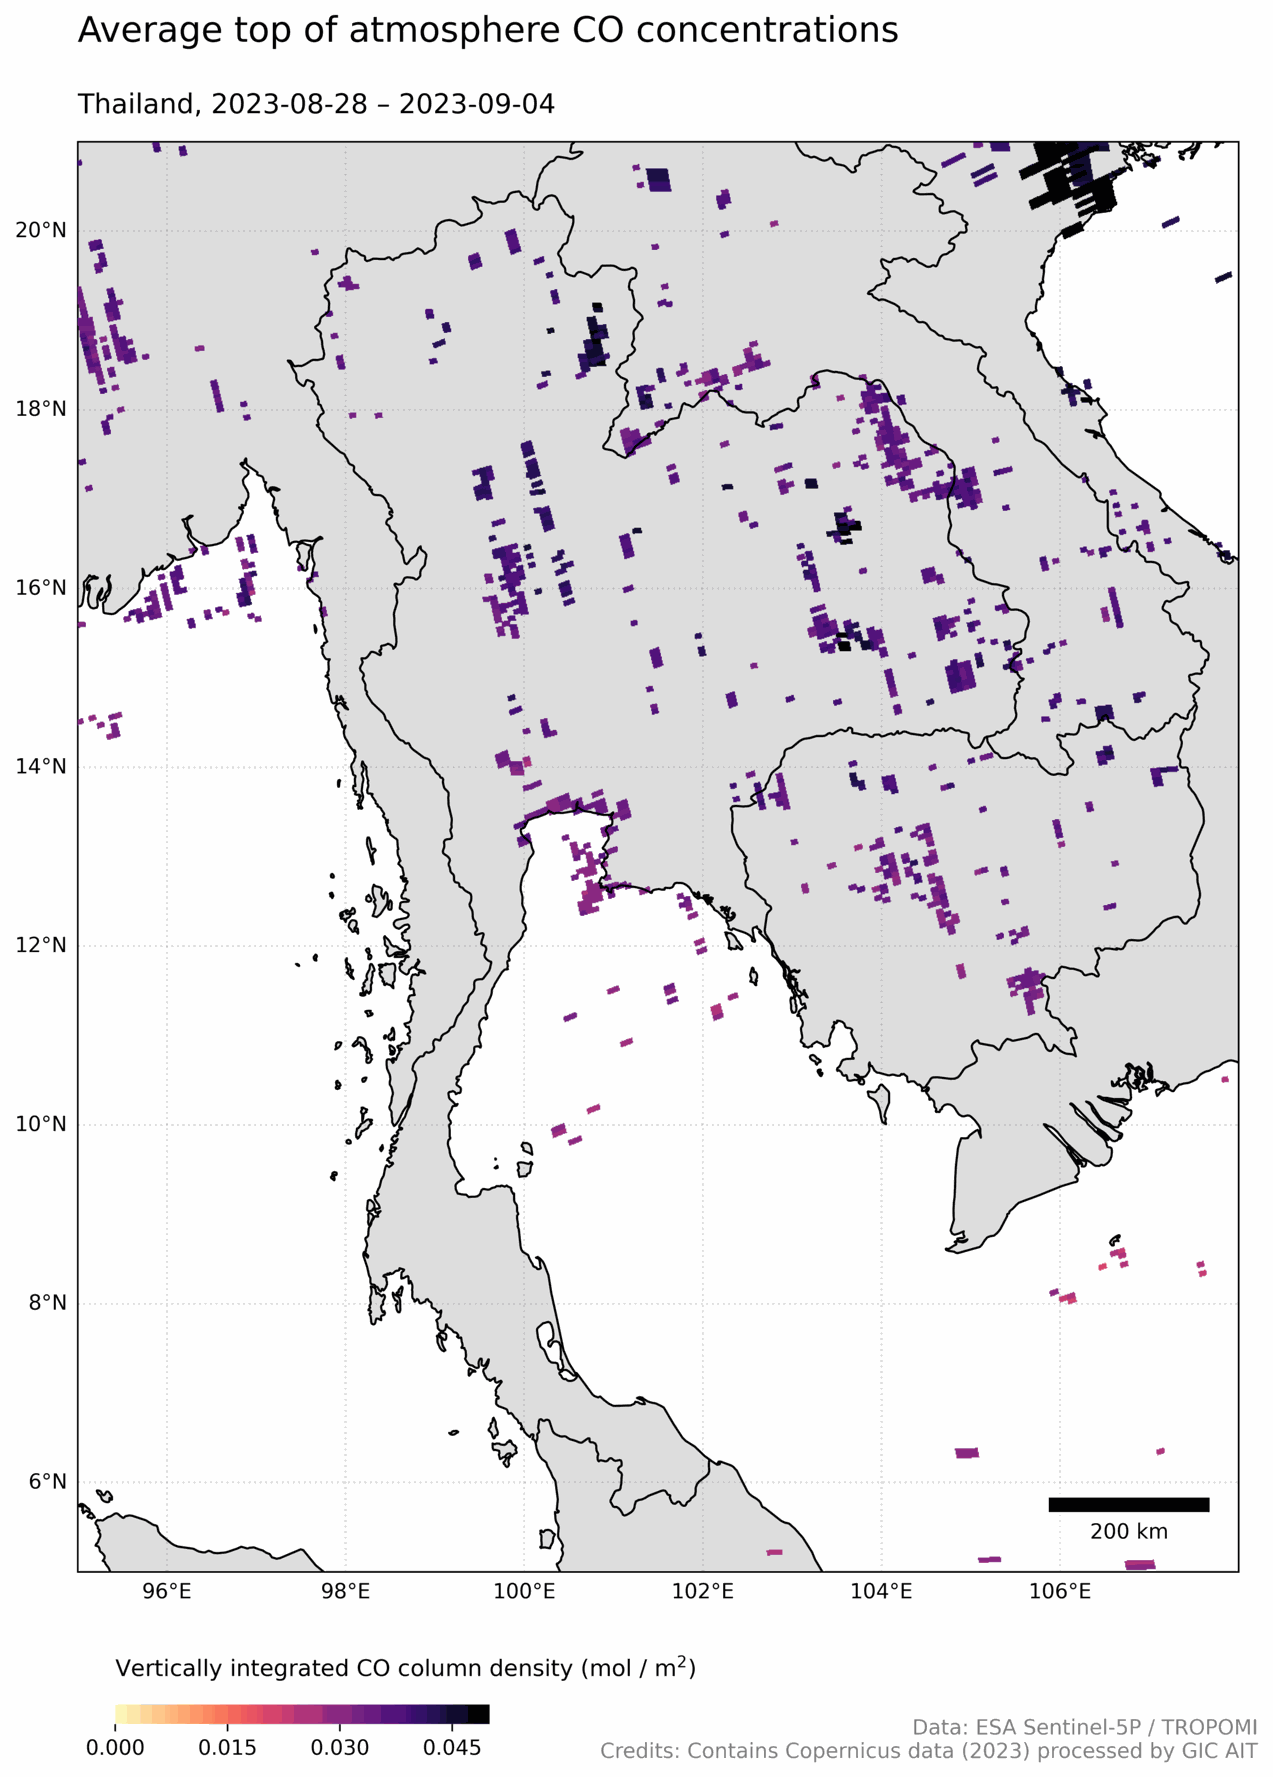 Average top of atmosphere CO concentrations
Thailand, 2023-08-28 – 2023-09-04
20°N
18°N
16°N
14°N
12°N
10°N
8°N
6°N
200 km
96°E 98°E 100°E 102°E 104°E 106°E
Vertically integrated CO column density (mol / m²)
0.000 0.015 0.030 0.045
Data: ESA Sentinel-5P / TROPOMI
Credits: Contains Copernicus data (2023) processed by GIC AIT